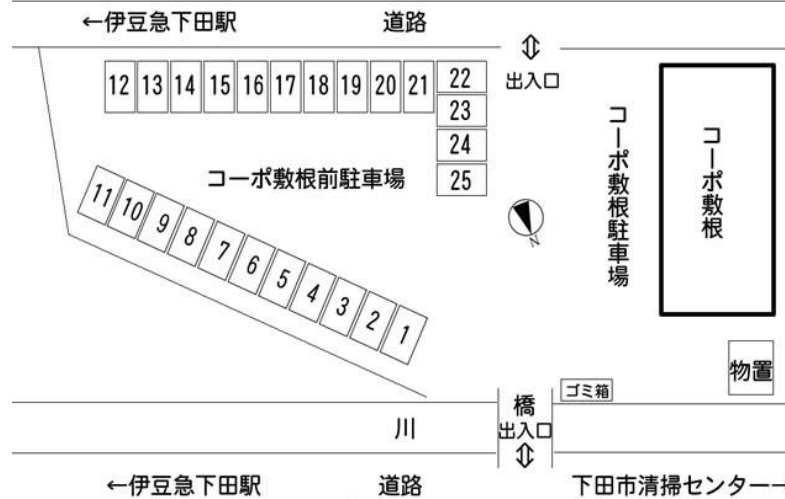 ←伊豆急下田駅
道路
出入口
12 13 14 15 16 17 18 19 20 21
22
23
24
25
コーポ敷根前駐車場
コーポ敷根駐車場
コーポ敷根
N
11 10 9 8 7 6 5 4 3 2 1
物置
ゴミ箱
橋
出入口
川
←伊豆急下田駅
道路
下田市清掃センター→